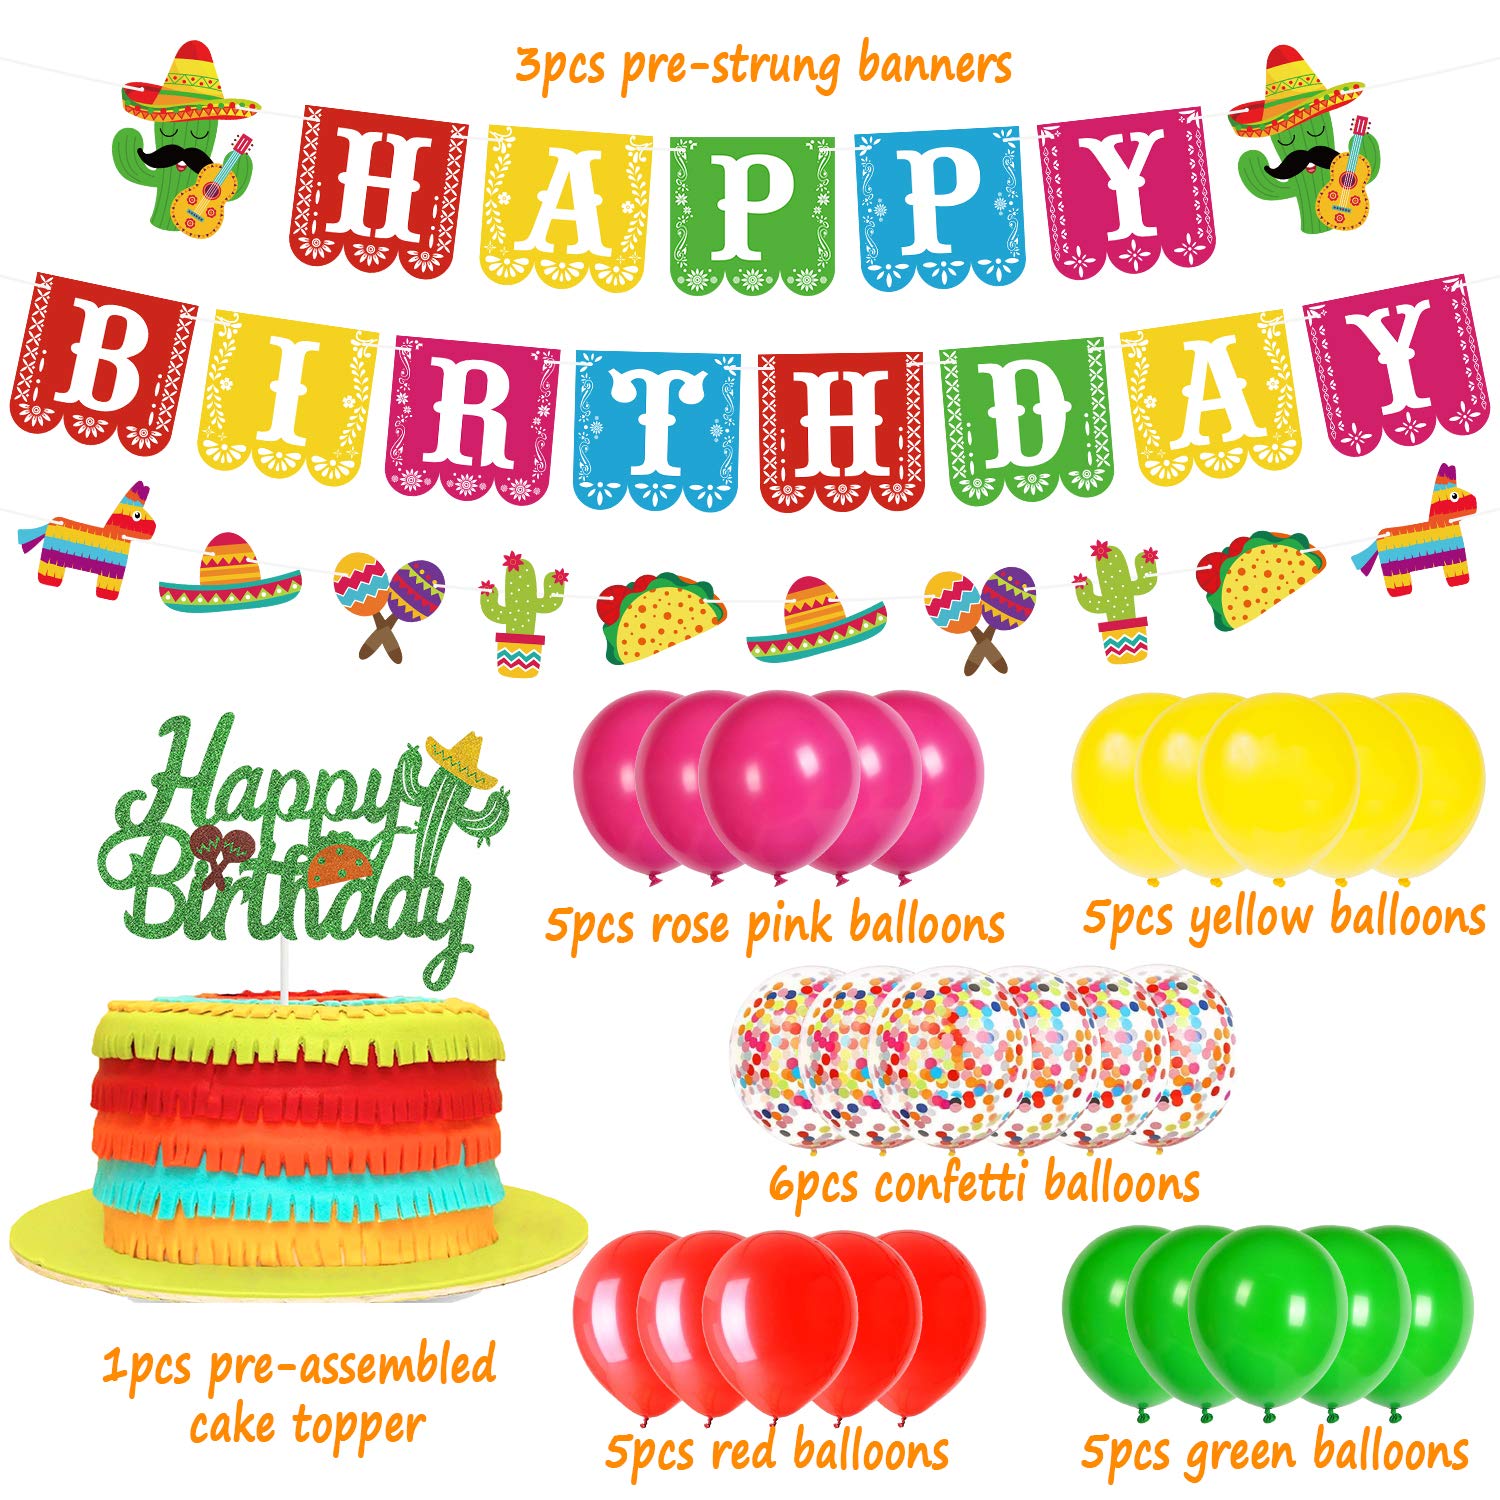 3pcs pre-strung banners
HAPPY
BIRTHDAY
Happy
Birthday
5pcs rose pink balloons
5pcs yellow balloons
6pcs confetti balloons
1pcs pre-assembled
cake topper
5pcs red balloons
5pcs green balloons